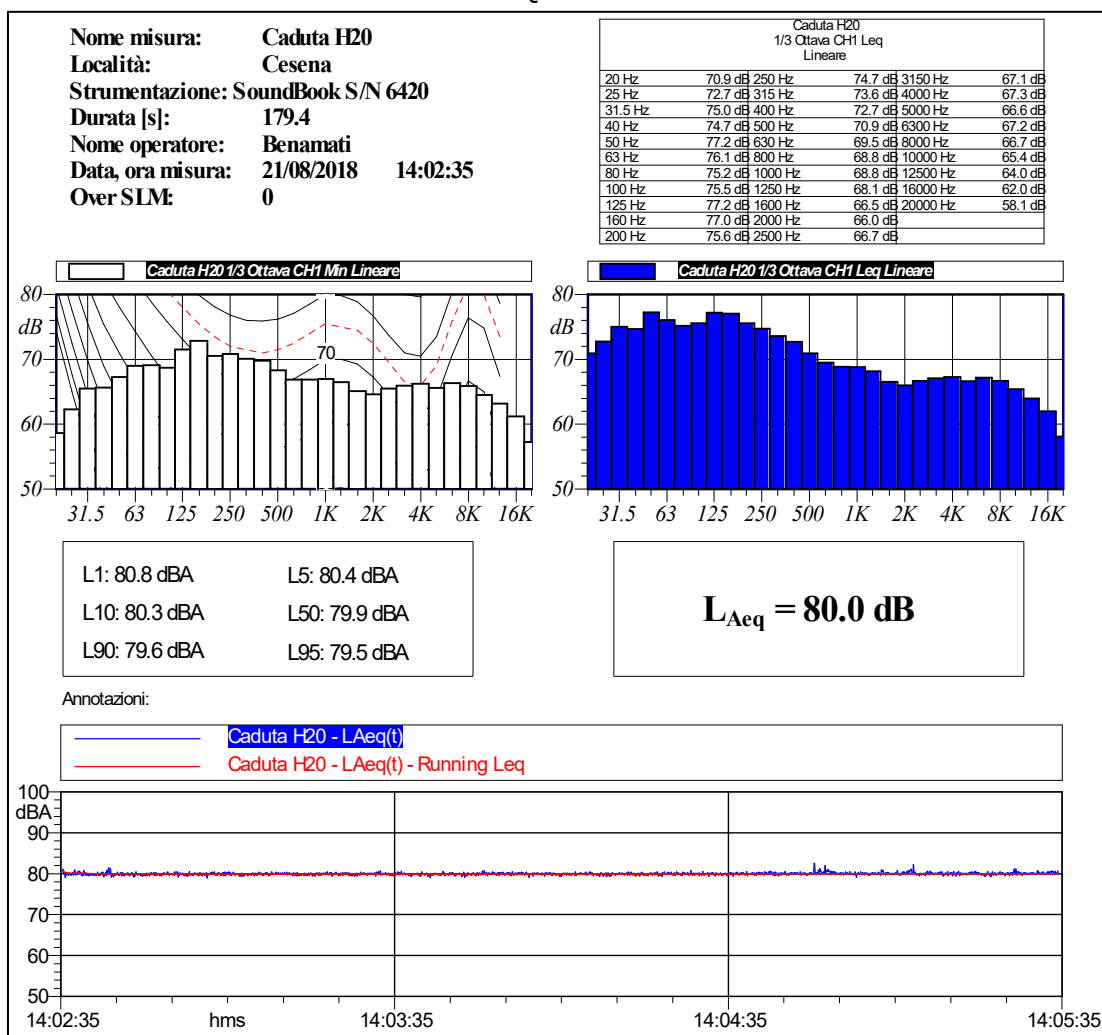 Nome misura: Caduta H20
Località: Cesena
Strumentazione: SoundBook S/N 6420
Durata [s]: 179.4
Nome operatore: Benamati
Data, ora misura: 21/08/2018 14:02:35
Over SLM: 0
Caduta H20
1/3 Ottava CH1 Leq
Lineare
20 Hz 70.9 dB 250 Hz 74.7 dB 3150 Hz 67.1 dB
25 Hz 72.7 dB 315 Hz 73.6 dB 4000 Hz 67.3 dB
31.5 Hz 75.0 dB 400 Hz 72.7 dB 5000 Hz 66.6 dB
40 Hz 74.7 dB 500 Hz 70.9 dB 6300 Hz 67.2 dB
50 Hz 77.2 dB 630 Hz 69.5 dB 8000 Hz 66.7 dB
63 Hz 76.1 dB 800 Hz 68.8 dB 10000 Hz 65.4 dB
80 Hz 75.2 dB 1000 Hz 68.8 dB 12500 Hz 64.0 dB
100 Hz 75.5 dB 1250 Hz 68.1 dB 16000 Hz 62.0 dB
125 Hz 77.2 dB 1600 Hz 66.5 dB 20000 Hz 58.1 dB
160 Hz 77.0 dB 2000 Hz 66.0 dB
200 Hz 75.6 dB 2500 Hz 66.7 dB
Caduta H20 1/3 Ottava CH1 Min Lineare
80
dB
70
60
50
70
31.5 63 125 250 500 1K 2K 4K 8K 16K
Caduta H20 1/3 Ottava CH1 Leq Lineare
80
dB
70
60
50
31.5 63 125 250 500 1K 2K 4K 8K 16K
L1: 80.8 dBA L5: 80.4 dBA
L10: 80.3 dBA L50: 79.9 dBA
L90: 79.6 dBA L95: 79.5 dBA
LAeq = 80.0 dB
Annotazioni:
Caduta H20 - LAeq(t)
Caduta H20 - LAeq(t) - Running Leq
100
dBA
90
80
70
60
50
14:02:35 hms 14:03:35 14:04:35 14:05:35